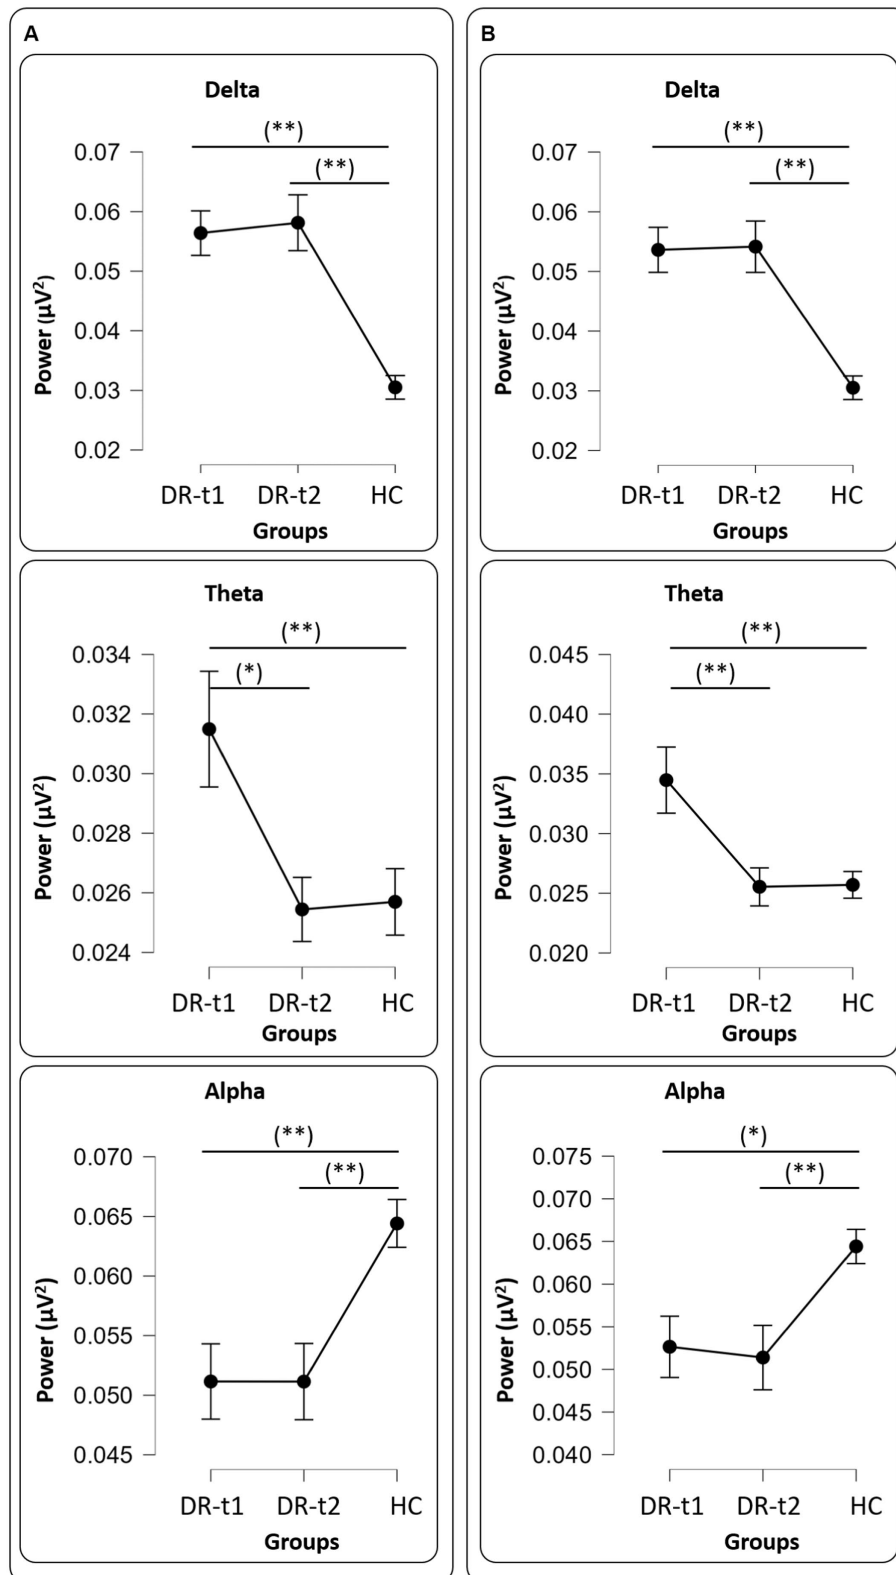 A
Delta
(**)
(**)
0.07
0.06
0.05
0.04
0.03
0.02
Power (µV²)
DR-t1 DR-t2 HC
Groups
Theta
(**)
(*)
0.034
0.032
0.030
0.028
0.026
0.024
Power (µV²)
DR-t1 DR-t2 HC
Groups
Alpha
(**)
(**)
0.070
0.065
0.060
0.055
0.050
0.045
Power (µV²)
DR-t1 DR-t2 HC
Groups
B
Delta
(**)
(**)
0.07
0.06
0.05
0.04
0.03
0.02
Power (µV²)
DR-t1 DR-t2 HC
Groups
Theta
(**)
(**)
0.045
0.040
0.035
0.030
0.025
0.020
Power (µV²)
DR-t1 DR-t2 HC
Groups
Alpha
(*)
(**)
0.075
0.070
0.065
0.060
0.055
0.050
0.045
0.040
Power (µV²)
DR-t1 DR-t2 HC
Groups